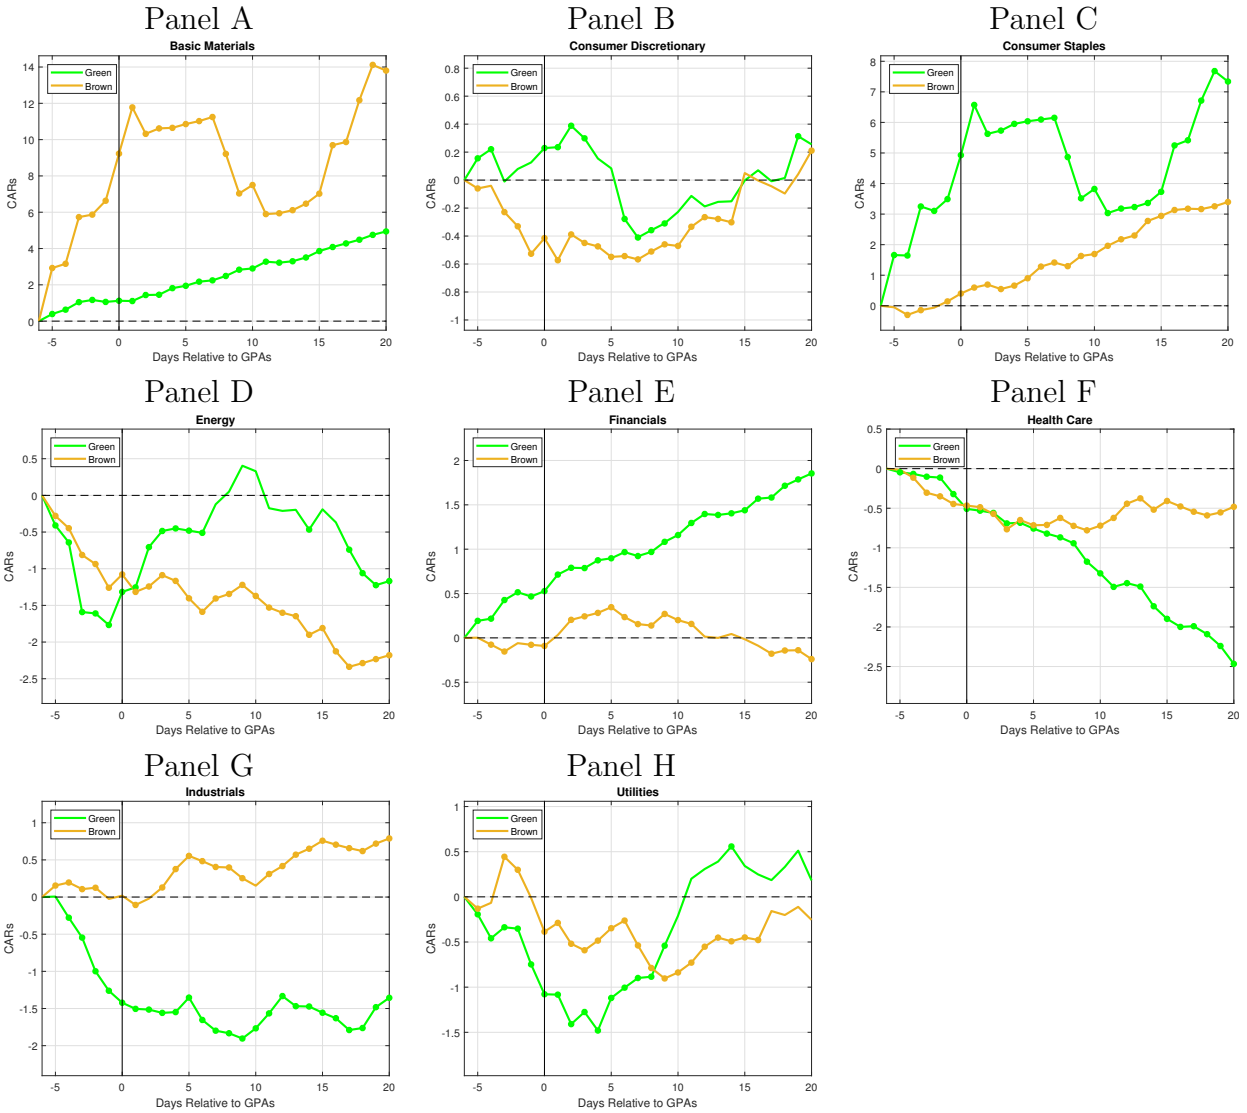 Panel A
Basic Materials
Green
Brown
14
12
10
8
6
4
2
0
CARs
-5 0 5 10 15 20
Days Relative to GPAs
Panel B
Consumer Discretionary
Green
Brown
0.8
0.6
0.4
0.2
0
-0.2
-0.4
-0.6
-0.8
-1
CARs
-5 0 5 10 15 20
Days Relative to GPAs
Panel C
Consumer Staples
Green
Brown
8
7
6
5
4
3
2
1
0
CARs
-5 0 5 10 15 20
Days Relative to GPAs
Panel D
Energy
Green
Brown
0.5
0
-0.5
-1
-1.5
-2
-2.5
CARs
-5 0 5 10 15 20
Days Relative to GPAs
Panel E
Financials
Green
Brown
2
1.5
1
0.5
0
-0.5
CARs
-5 0 5 10 15 20
Days Relative to GPAs
Panel F
Health Care
Green
Brown
0.5
0
-0.5
-1
-1.5
-2
-2.5
CARs
-5 0 5 10 15 20
Days Relative to GPAs
Panel G
Industrials
Green
Brown
1
0.5
0
-0.5
-1
-1.5
-2
CARs
-5 0 5 10 15 20
Days Relative to GPAs
Panel H
Utilities
Green
Brown
1
0.5
0
-0.5
-1
-1.5
CARs
-5 0 5 10 15 20
Days Relative to GPAs